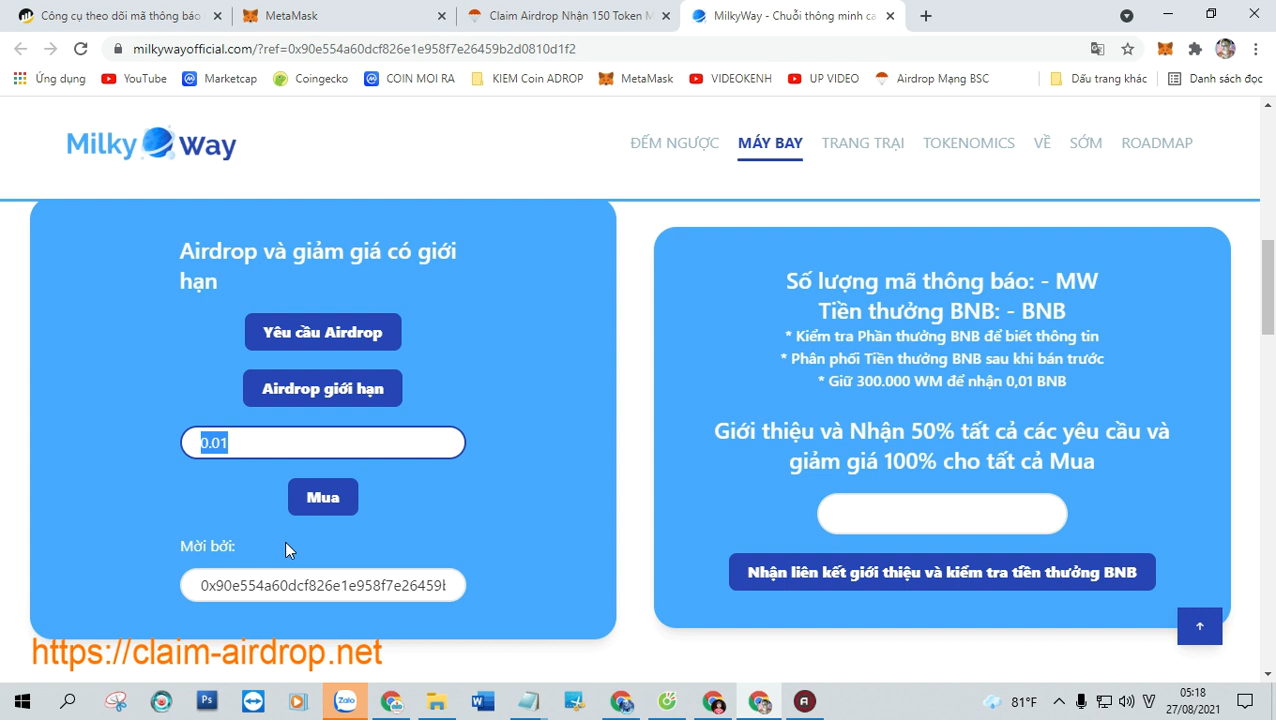 Công cụ theo dõi mã thông báo
MetaMask
Claim Airdrop Nhận 150 Token M
MilkyWay - Chuỗi thông minh ca
milkywayofficial.com/?ref=0x90e554a60dcf826e1e958f7e26459b2d0810d1f2
Ứng dụng
YouTube
Marketcap
Coingecko
COIN MOI RA
KIEM Coin ADROP
MetaMask
VIDEOKENH
UP VIDEO
Airdrop Mạng BSC
Dấu trang khác
Danh sách đọc
Milky Way
ĐẾM NGƯỢC
MÁY BAY
TRANG TRẠI
TOKENOMICS
VỀ
SỚM
ROADMAP
Airdrop và giảm giá có giới
hạn
Yêu cầu Airdrop
Airdrop giới hạn
0.01
Mua
Mời bởi:
0x90e554a60dcf826e1e958f7e26459b
Số lượng mã thông báo: - MW
Tiền thưởng BNB: - BNB
* Kiểm tra Phần thưởng BNB để biết thông tin
* Phân phối Tiền thưởng BNB sau khi bán trước
* Giữ 300.000 WM để nhận 0,01 BNB
Giới thiệu và Nhận 50% tất cả các yêu cầu và
giảm giá 100% cho tất cả Mua
Nhận liên kết giới thiệu và kiểm tra tiền thưởng BNB
https://claim-airdrop.net
Zalo
81°F
05:18
27/08/2021